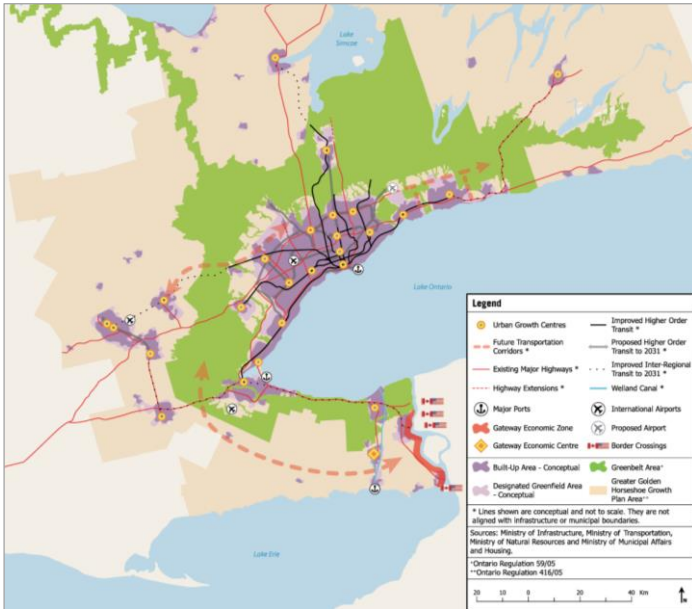 Lake
Simcoe
Lake Ontario
Lake Erie
Legend
Urban Growth Centres
Future Transportation
Corridors *
Existing Major Highways *
Highway Extensions *
Major Ports
Gateway Economic Zone
Gateway Economic Centre
Built-Up Area - Conceptual
Designated Greenfield Area
- Conceptual
Improved Higher Order
Transit *
Proposed Higher Order
Transit to 2031 *
Improved Inter-Regional
Transit to 2031 *
Welland Canal *
International Airports
Proposed Airport
Border Crossings
Greenbelt Area+
Greater Golden
Horseshoe Growth
Plan Area++
* Lines shown are conceptual and not to scale. They are not
aligned with infrastructure or municipal boundaries.
Sources: Ministry of Infrastructure, Ministry of Transportation,
Ministry of Natural Resources and Ministry of Municipal Affairs
and Housing.
+Ontario Regulation 59/05
++Ontario Regulation 416/05
20 10 0 20 40 Km
N